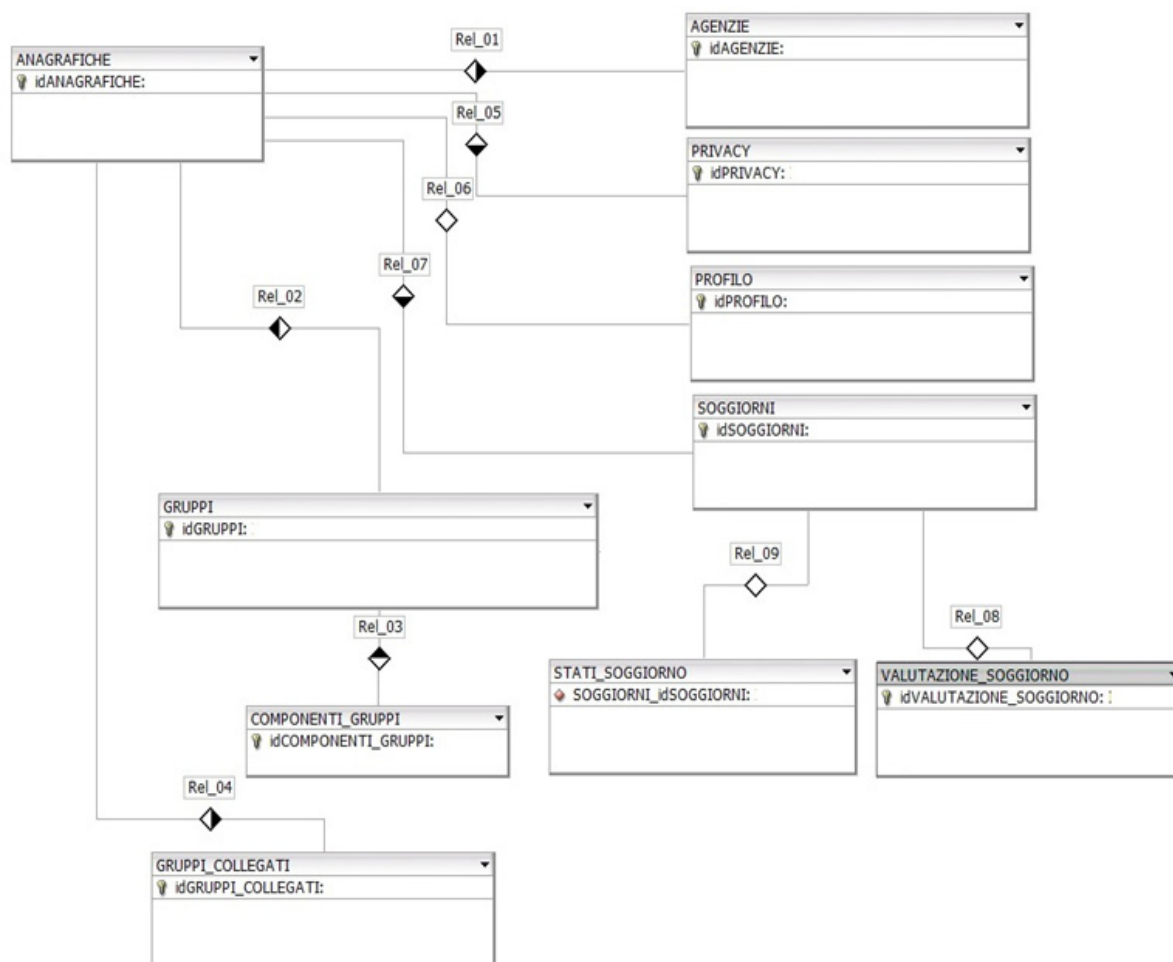 Rel_01
AGENZIE
idAGENZIE:
ANAGRAFICHE
idANAGRAFICHE:
Rel_05
PRIVACY
idPRIVACY:
Rel_06
Rel_07
PROFILO
idPROFILO:
Rel_02
SOGGIORNI
idSOGGIORNI:
GRUPPI
idGRUPPI:
Rel_09
Rel_03
Rel_08
STATI_SOGGIORNO
SOGGIORNI_idSOGGIORNI:
VALUTAZIONE_SOGGIORNO
idVALUTAZIONE_SOGGIORNO:
COMPONENTI_GRUPPI
idCOMPONENTI_GRUPPI:
Rel_04
GRUPPI_COLLEGATI
idGRUPPI_COLLEGATI: